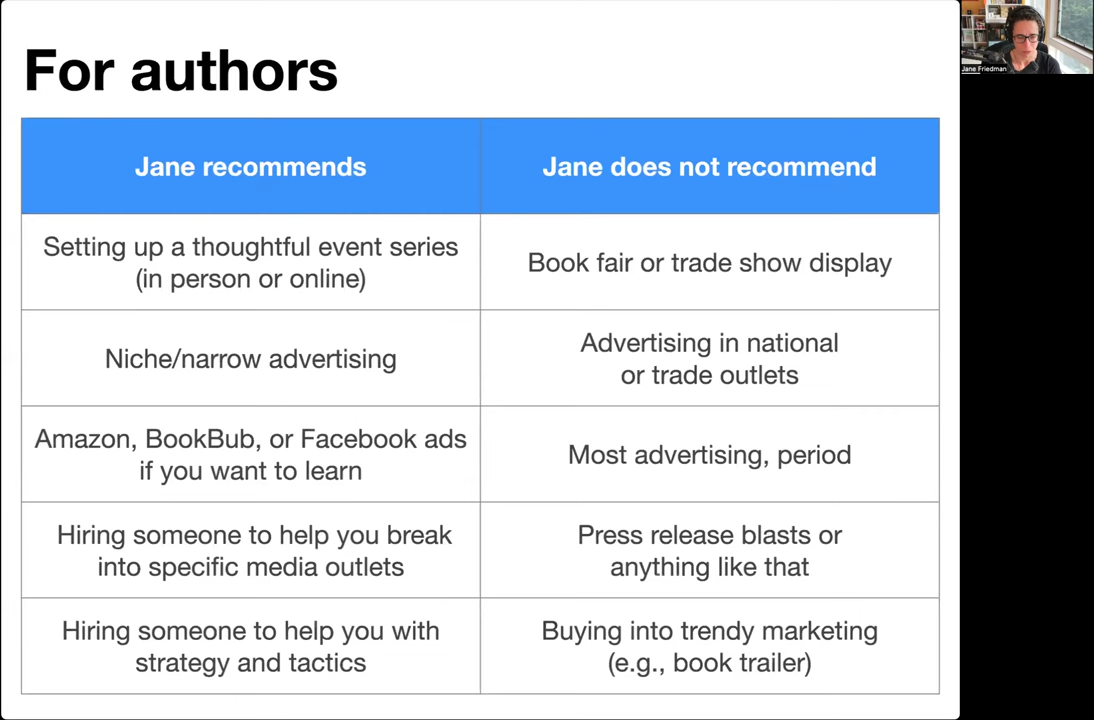 For authors
Jane Friedman
Jane recommends
Jane does not recommend
Setting up a thoughtful event series
(in person or online)
Book fair or trade show display
Niche/narrow advertising
Advertising in national
or trade outlets
Amazon, BookBub, or Facebook ads
if you want to learn
Most advertising, period
Hiring someone to help you break
into specific media outlets
Press release blasts or
anything like that
Hiring someone to help you with
strategy and tactics
Buying into trendy marketing
(e.g., book trailer)